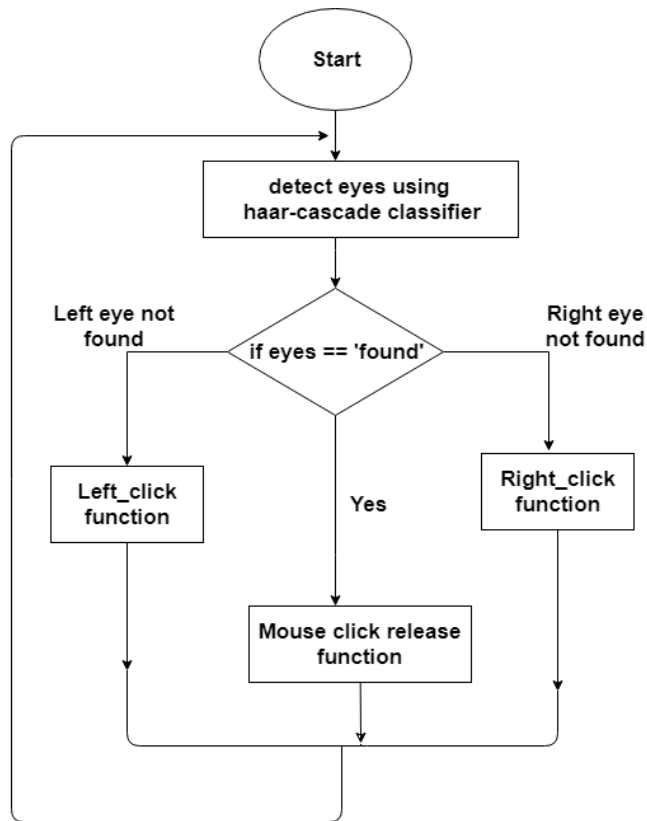 Start
detect eyes using
haar-cascade classifier
Left eye not
found
Right eye
not found
if eyes == 'found'
Left_click
function
Right_click
function
Yes
Mouse click release
function